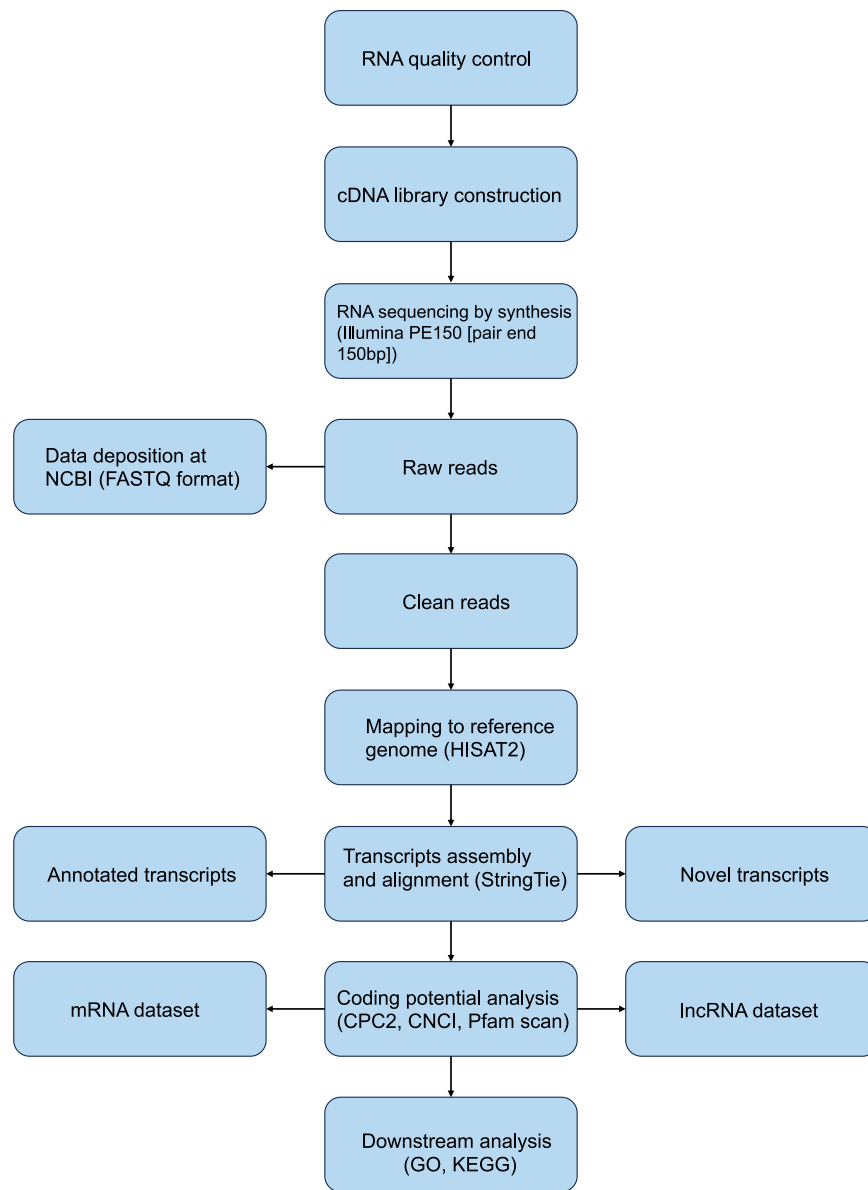 RNA quality control
cDNA library construction
RNA sequencing by synthesis
(Illumina PE150 [pair end
150bp])
Data deposition at
NCBI (FASTQ format)
Raw reads
Clean reads
Mapping to reference
genome (HISAT2)
Annotated transcripts
Transcripts assembly
and alignment (StringTie)
Novel transcripts
mRNA dataset
Coding potential analysis
(CPC2, CNCI, Pfam scan)
lncRNA dataset
Downstream analysis
(GO, KEGG)